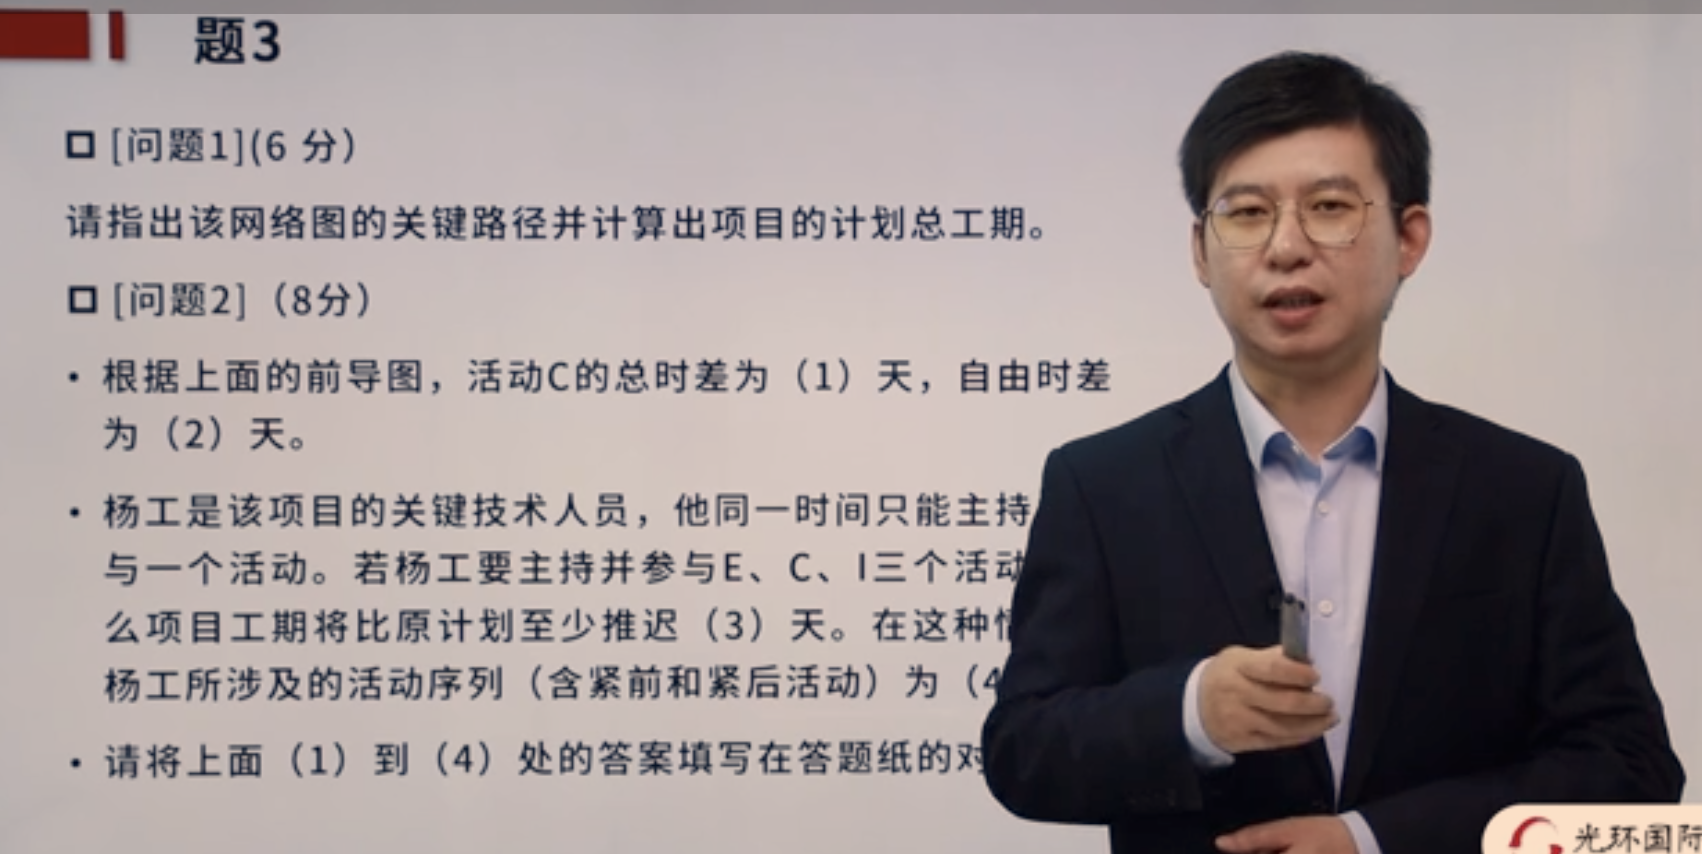 题3
[问题1](6 分）
请指出该网络图的关键路径并计算出项目的计划总工期。
[问题2]（8分）
• 根据上面的前导图，活动C的总时差为（1）天，自由时差
为（2）天。
• 杨工是该项目的关键技术人员，他同一时间只能主持
与一个活动。若杨工要主持并参与E、C、I三个活动
么项目工期将比原计划至少推迟（3）天。在这种
杨工所涉及的活动序列（含紧前和紧后活动）为（4
• 请将上面（1）到（4）处的答案填写在答题纸的对
光环国际